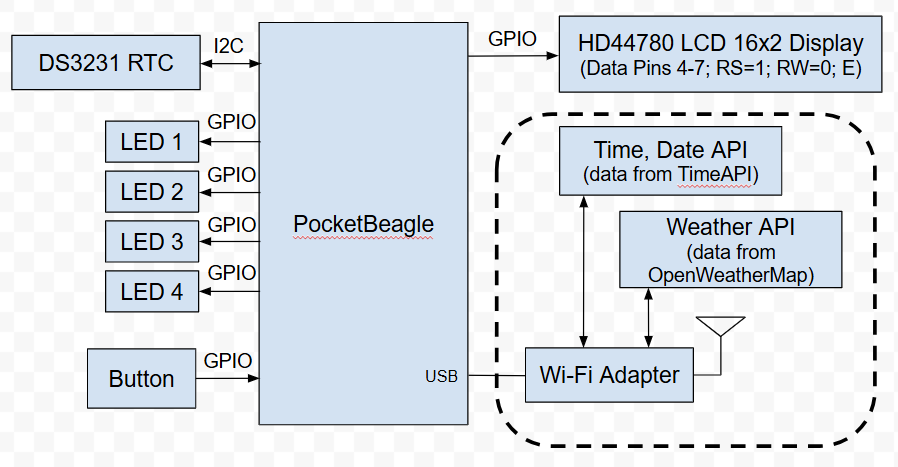 DS3231 RTC
I2C
LED 1
GPIO
LED 2
GPIO
LED 3
GPIO
LED 4
GPIO
Button
GPIO
PocketBeagle
USB
GPIO
HD44780 LCD 16x2 Display
(Data Pins 4-7; RS=1; RW=0; E)
Time, Date API
(data from TimeAPI)
Weather API
(data from
OpenWeatherMap)
Wi-Fi Adapter